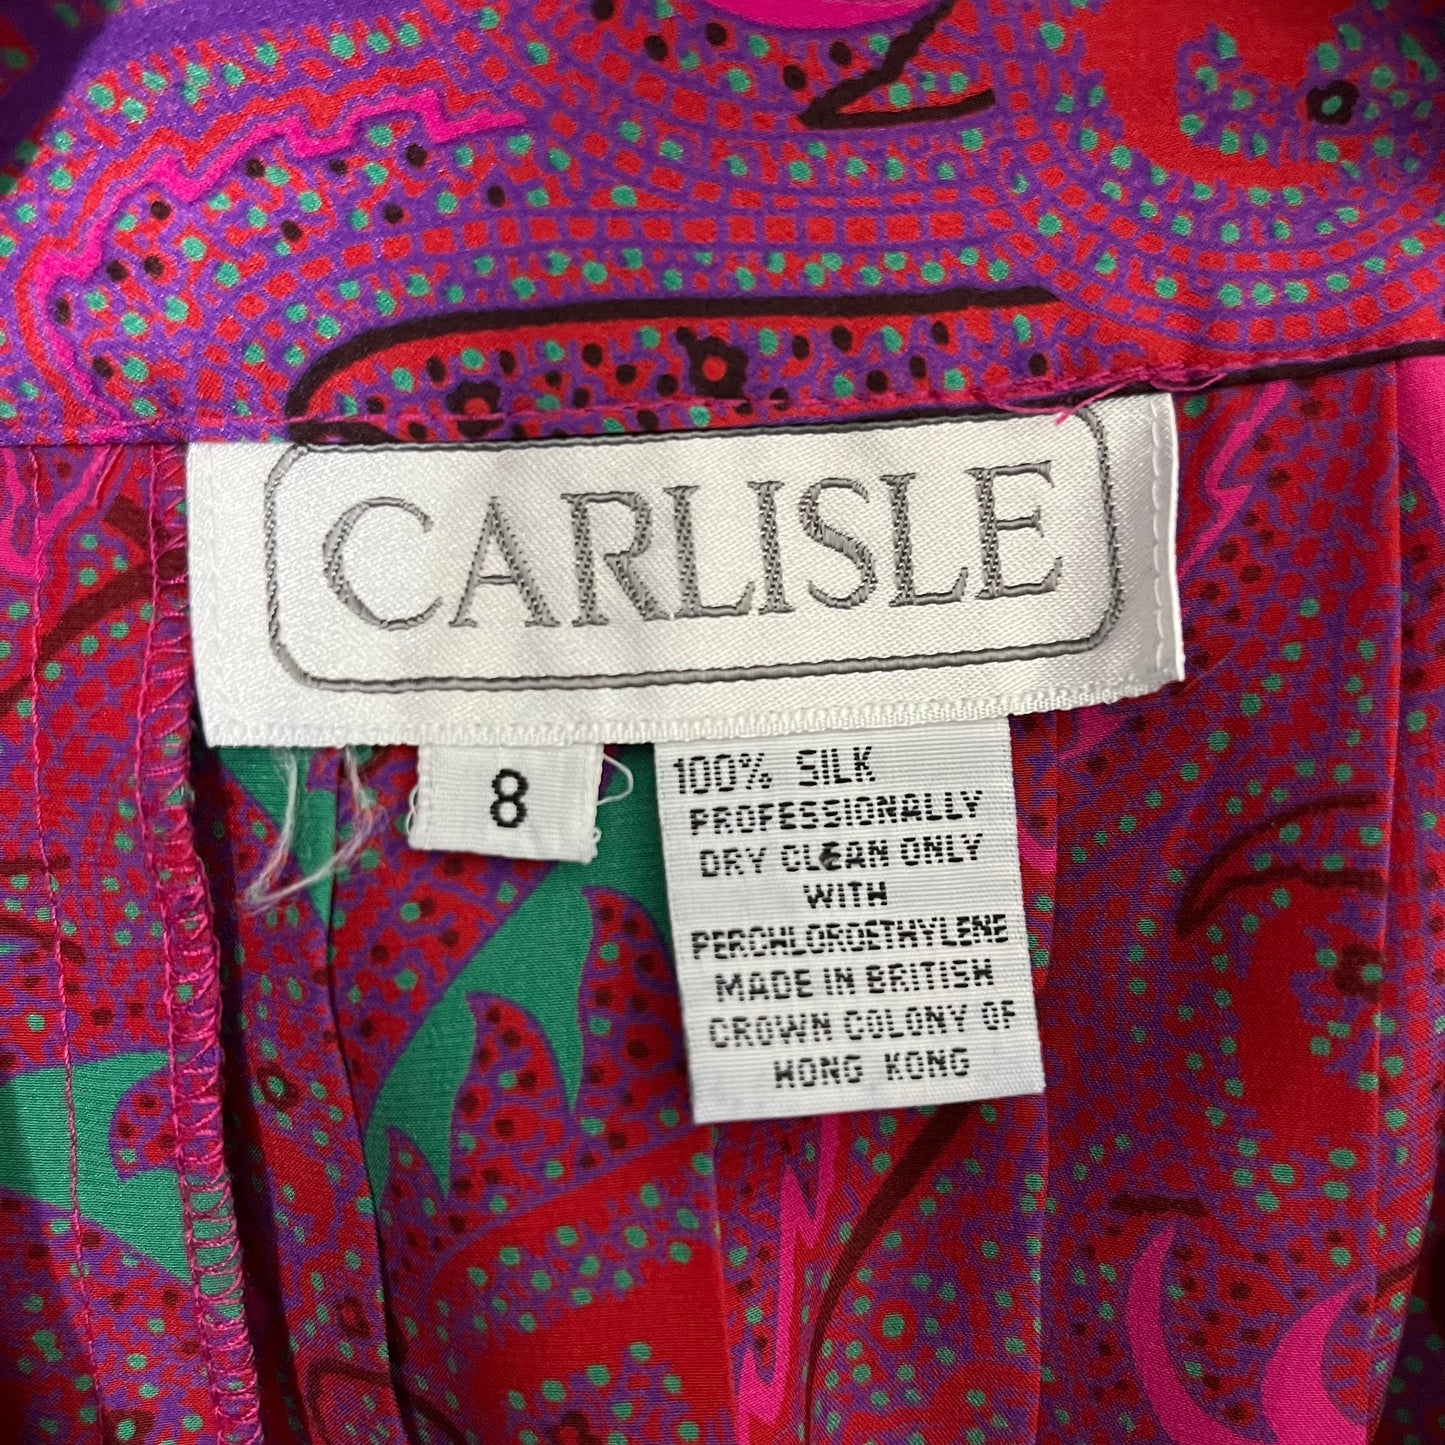 CARLISLE
8
100% SILK
PROFESSIONALLY
DRY CLEAN ONLY
WITH
PERCHLOROETHYLENE
MADE IN BRITISH
CROWN COLONY OF
HONG KONG